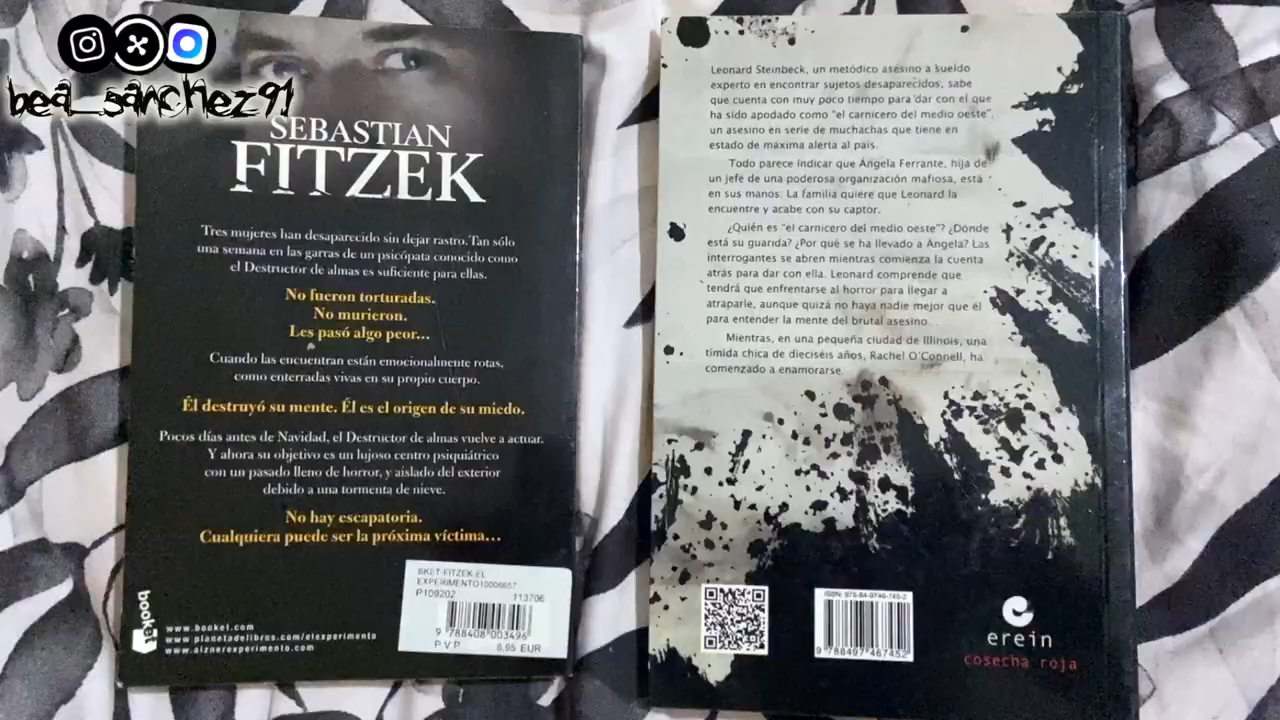 bea_sanchez91
SEBASTIAN
FITZEK
Tres mujeres han desaparecido sin dejar rastro. Tan sólo
una semana en las garras de un psicópata conocido como
el Destructor de almas es suficiente para ellas.
No fueron torturadas.
No murieron.
Les pasó algo peor...
Cuando las encuentran están emocionalmente rotas,
como enterradas vivas en su propio cuerpo.
Él destruyó su mente. Él es el origen de su miedo.
Pocos días antes de Navidad, el Destructor de almas vuelve a actuar.
Y ahora su objetivo es un lujoso centro psiquiátrico
con un pasado lleno de horror, y aislado del exterior
debido a una tormenta de nieve.
No hay escapatoria.
Cualquiera puede ser la próxima víctima...
BKET-FITZEK-EL
EXPERIMENTO10006657
P109202 113706
9 788408 003496
P V P 6.95 EUR
booket
www.booket.com
www.planetadelibros.com/elexperimento
www.alznerexperimento.com
Leonard Steinbeck, un metódico asesino a sueldo
experto en encontrar sujetos desaparecidos, sabe
que cuenta con muy poco tiempo para dar con el que
ha sido apodado como "el carnicero del medio oeste",
un asesino en serie de muchachas que tiene en
estado de máxima alerta al país.
Todo parece indicar que Ángela Ferrante, hija de
un jefe de una poderosa organización mafiosa, está
en sus manos. La familia quiere que Leonard la
encuentre y acabe con su captor.
¿Quién es "el carnicero del medio oeste"? ¿Dónde
está su guarida? ¿Por qué se ha llevado a Ángela? Las
interrogantes se abren mientras comienza la cuenta
atrás para dar con ella. Leonard comprende que
tendrá que enfrentarse al horror para llegar a
atraparle, aunque quizá no haya nadie mejor que él
para entender la mente del brutal asesino.
Mientras, en una pequeña ciudad de Illinois, una
tímida chica de dieciséis años, Rachel O'Connell, ha
comenzado a enamorarse.
ISBN: 978-84-9746-745-2
9 788497 467452
erein
cosecha roja